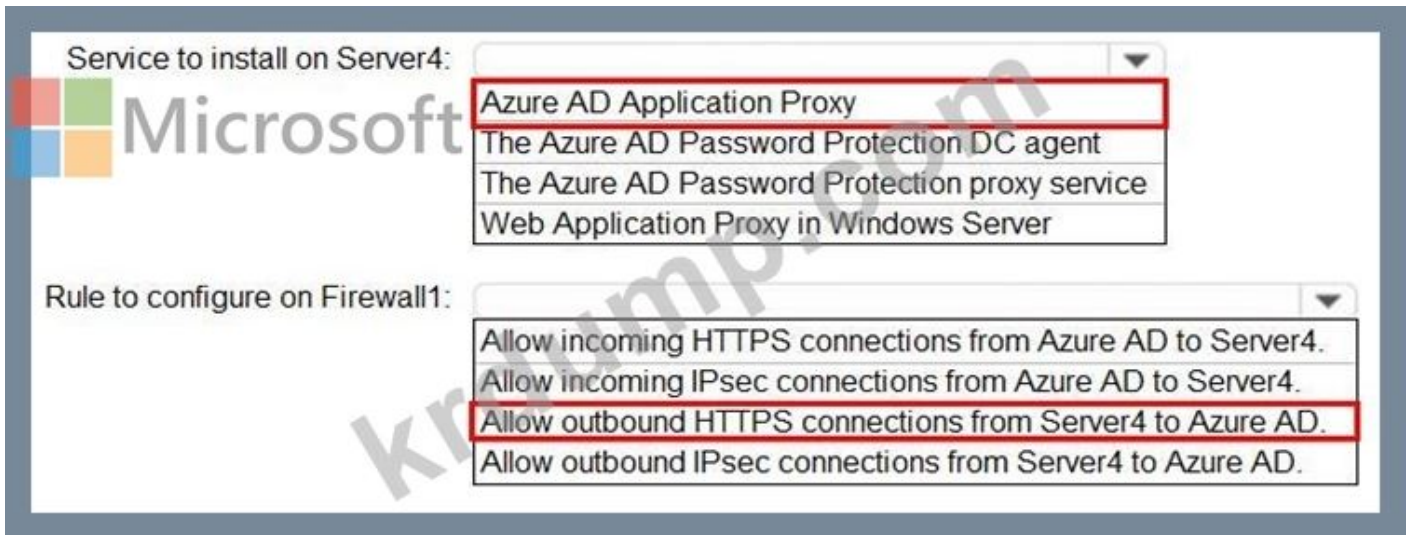 Service to install on Server4:
Microsoft
Azure AD Application Proxy
The Azure AD Password Protection DC agent
The Azure AD Password Protection proxy service
Web Application Proxy in Windows Server
Rule to configure on Firewall1:
Allow incoming HTTPS connections from Azure AD to Server4.
Allow incoming IPsec connections from Azure AD to Server4.
Allow outbound HTTPS connections from Server4 to Azure AD.
Allow outbound IPsec connections from Server4 to Azure AD.
krdump.com